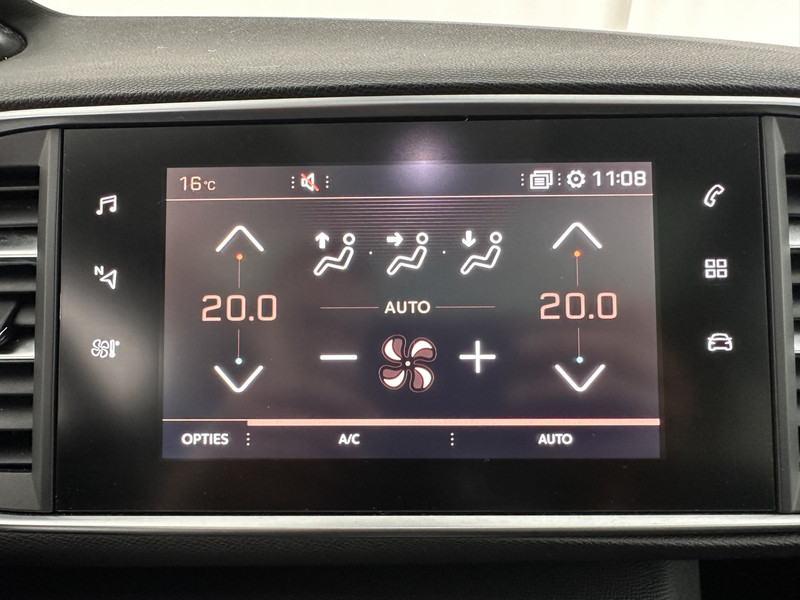 16°C 11:08
N
20.0 20.0
AUTO
OPTIES A/C AUTO